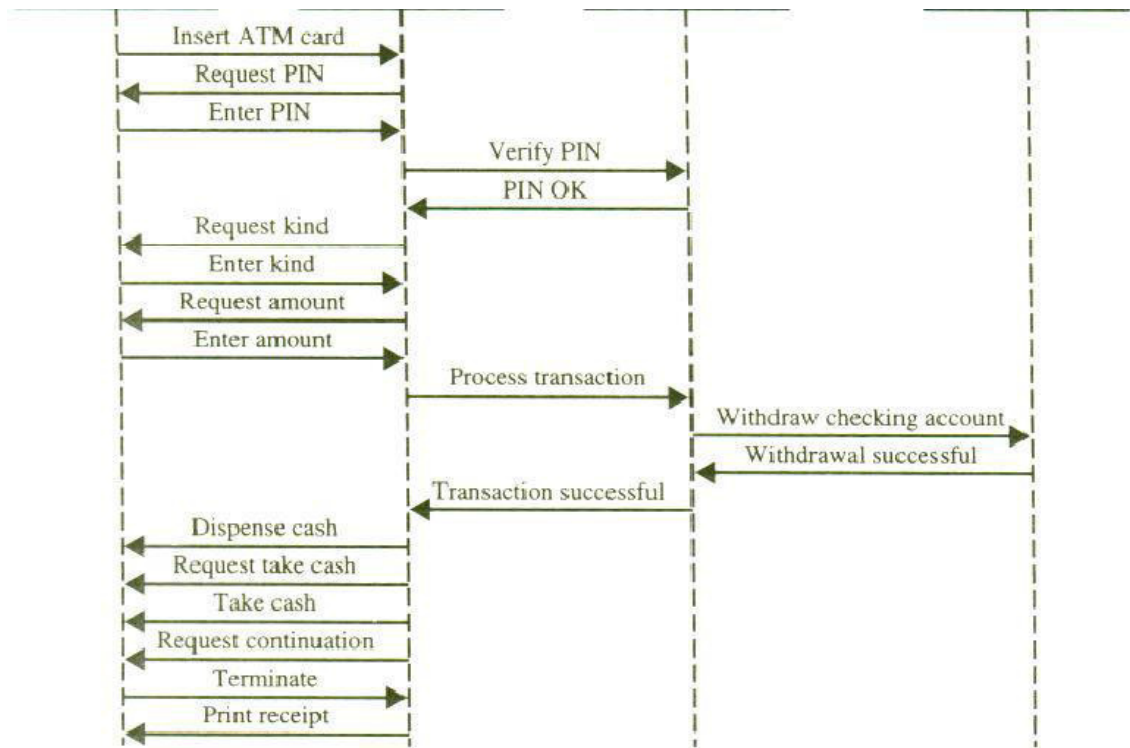 Insert ATM card
Request PIN
Enter PIN
Verify PIN
PIN OK
Request kind
Enter kind
Request amount
Enter amount
Process transaction
Withdraw checking account
Withdrawal successful
Transaction successful
Dispense cash
Request take cash
Take cash
Request continuation
Terminate
Print receipt